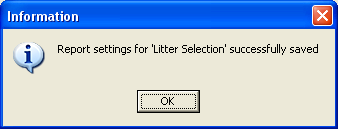 Information
Report settings for 'Litter Selection' successfully saved
OK